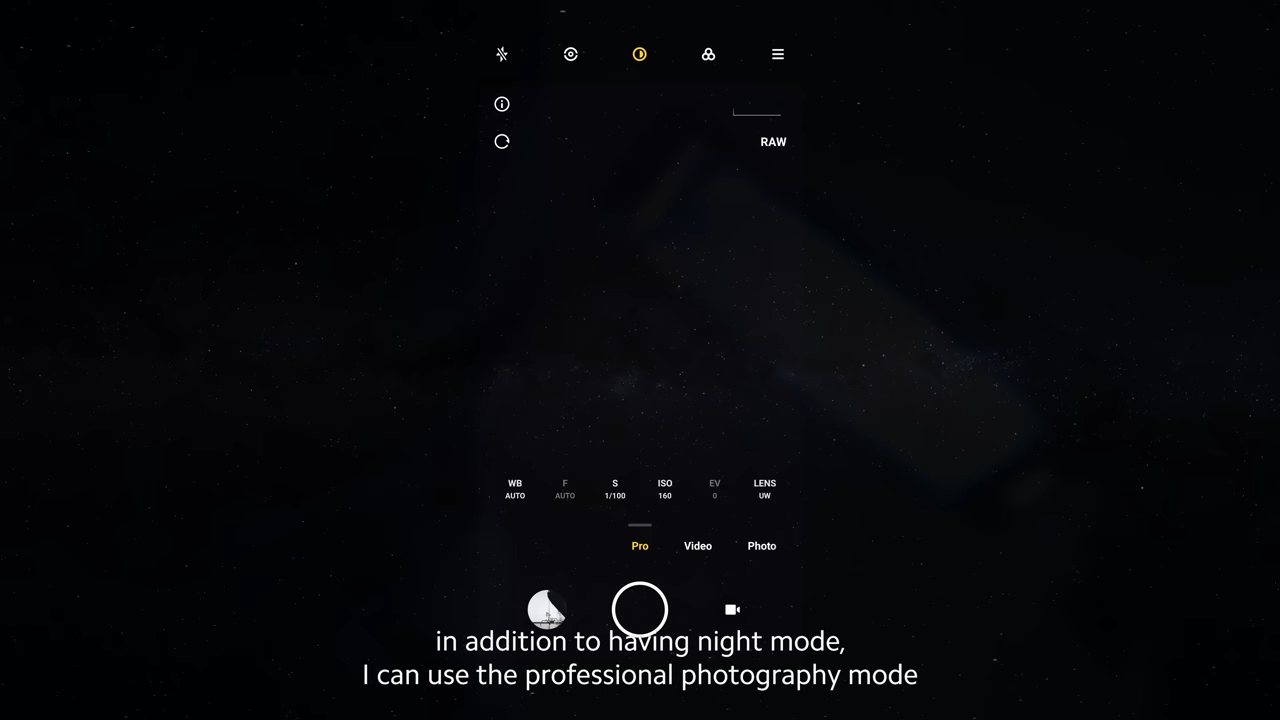 RAW
WB F S ISO EV LENS
AUTO AUTO 1/100 160 0 UW
Pro Video Photo
in addition to having night mode,
I can use the professional photography mode